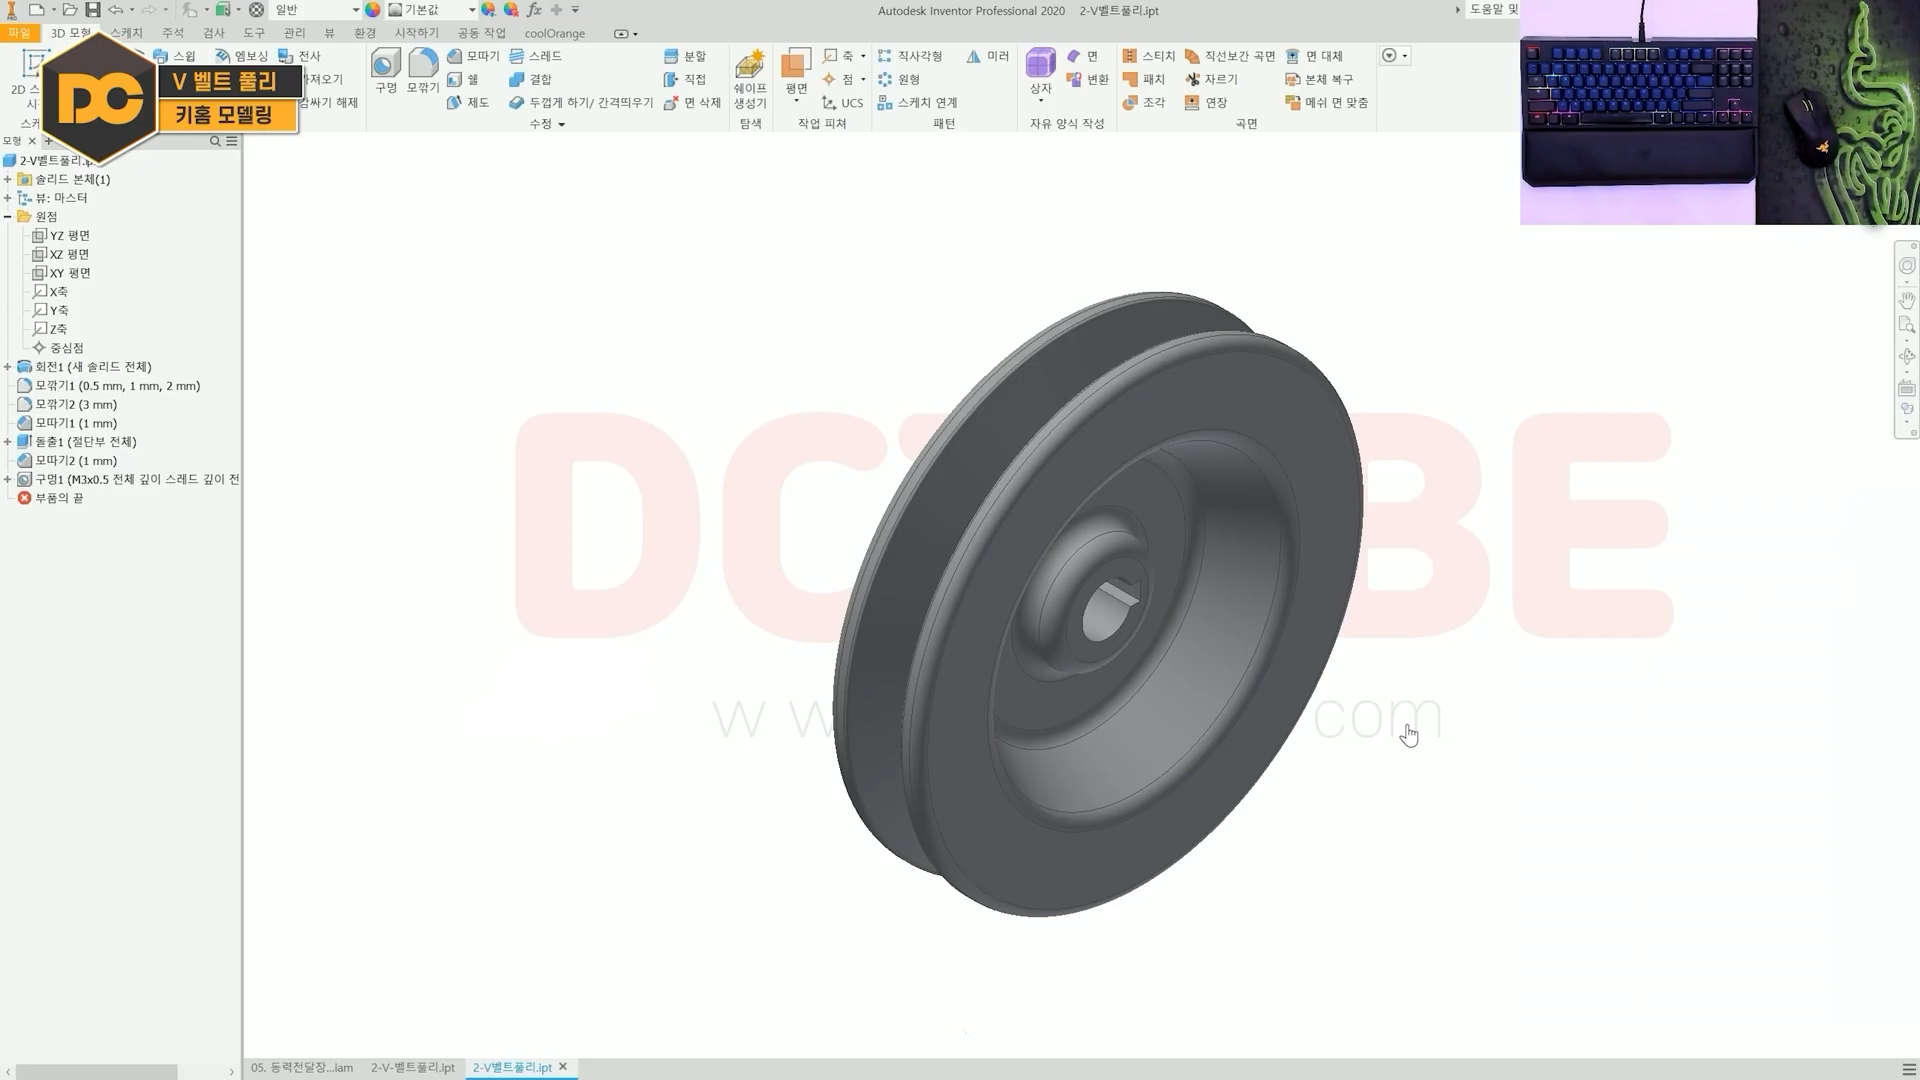 일반
기본값
Autodesk Inventor Professional 2020 2-V벨트풀리.ipt
도움말 및
파일
3D 모형
스케치
주석
검사
도구
관리
뷰
환경
시작하기
공동 작업
coolOrange
DC
V 벨트 풀리
키홈 모델링
스윕
엠보싱
전사
구멍
모깎기
모따기
쉘
제도
스레드
결합
두껍게 하기/ 간격띄우기
분할
직접
면 삭제
수정
쉐이프
생성기
탐색
평면
축
점
UCS
작업 피쳐
직사각형
원형
스케치 연계
미러
패턴
상자
면
변환
자유 양식 작성
스티치
패치
조각
직선보간 곡면
자르기
연장
면 대체
본체 복구
메쉬 면 맞춤
곡면
모형
솔리드 본체(1)
뷰: 마스터
원점
YZ 평면
XZ 평면
XY 평면
X축
Y축
Z축
중심점
회전1 (새 솔리드 전체)
모깎기1 (0.5 mm, 1 mm, 2 mm)
모깎기2 (3 mm)
모따기1 (1 mm)
돌출1 (절단부 전체)
모따기2 (1 mm)
구멍1 (M3x0.5 전체 깊이 스레드 깊이 전
부품의 끝
05. 동력전달장...iam
2-V-벨트풀리.ipt
2-V벨트풀리.ipt